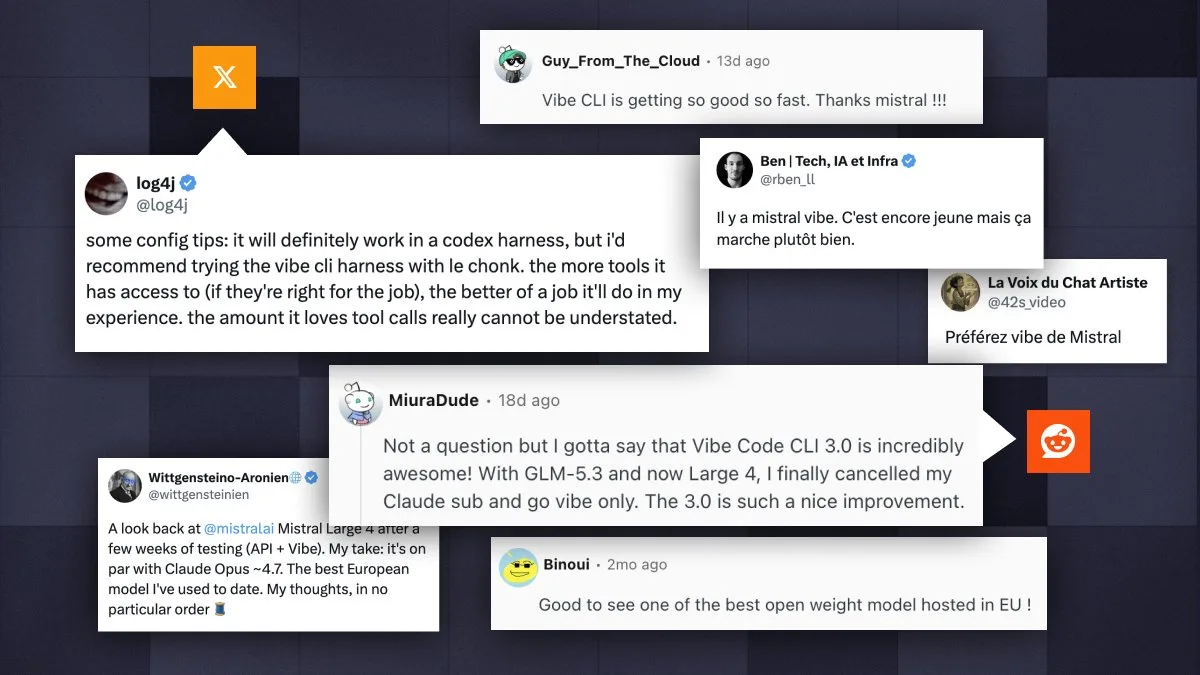 Guy_From_The_Cloud • 13d ago
Vibe CLI is getting so good so fast. Thanks mistral !!!
log4j
@log4j
some config tips: it will definitely work in a codex harness, but i'd
recommend trying the vibe cli harness with le chonk. the more tools it
has access to (if they're right for the job), the better of a job it'll do in my
experience. the amount it loves tool calls really cannot be understated.
Ben | Tech, IA et Infra
@rben_ll
Il y a mistral vibe. C'est encore jeune mais ça
marche plutôt bien.
La Voix du Chat Artiste
@42s_video
Préférez vibe de Mistral
MiuraDude • 18d ago
Not a question but I gotta say that Vibe Code CLI 3.0 is incredibly
awesome! With GLM-5.3 and now Large 4, I finally cancelled my
Claude sub and go vibe only. The 3.0 is such a nice improvement.
Wittgensteino-Aronien🌐
@wittgensteinien
A look back at @mistralai Mistral Large 4 after a
few weeks of testing (API + Vibe). My take: it's on
par with Claude Opus ~4.7. The best European
model I've used to date. My thoughts, in no
particular order 🧵
Binoui • 2mo ago
Good to see one of the best open weight model hosted in EU !